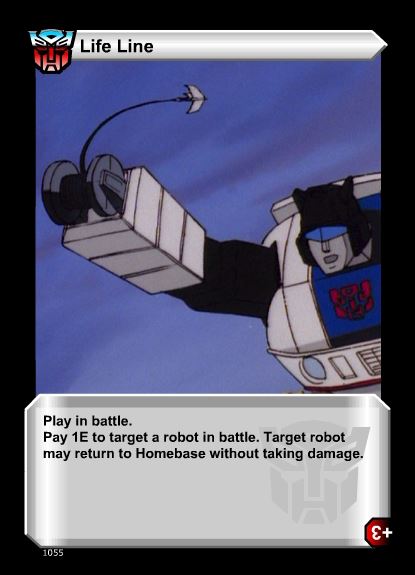 Life Line
Play in battle.
Pay 1E to target a robot in battle. Target robot
may return to Homebase without taking damage.
1055
+3